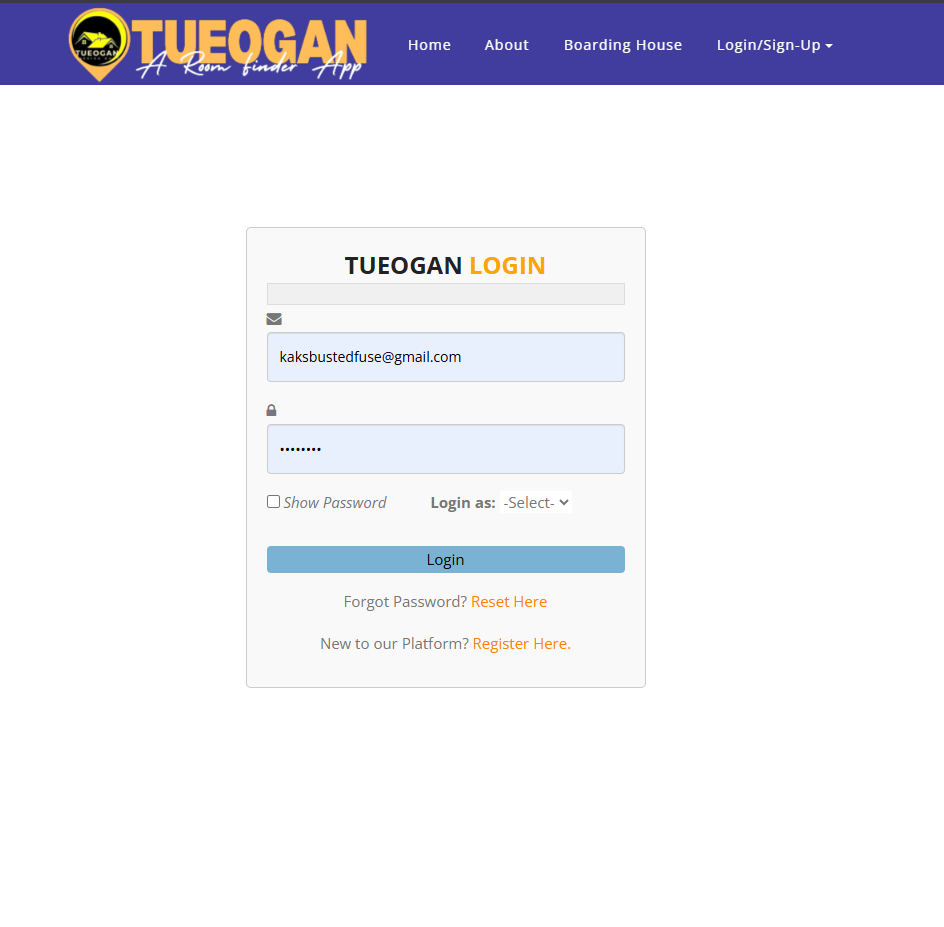 TUEOGAN
A Room finder App
TUEOGAN
Home
About
Boarding House
Login/Sign-Up
TUEOGAN LOGIN
kaksbustedfuse@gmail.com
••••••••
Show Password
Login as: -Select-
Login
Forgot Password? Reset Here
New to our Platform? Register Here.